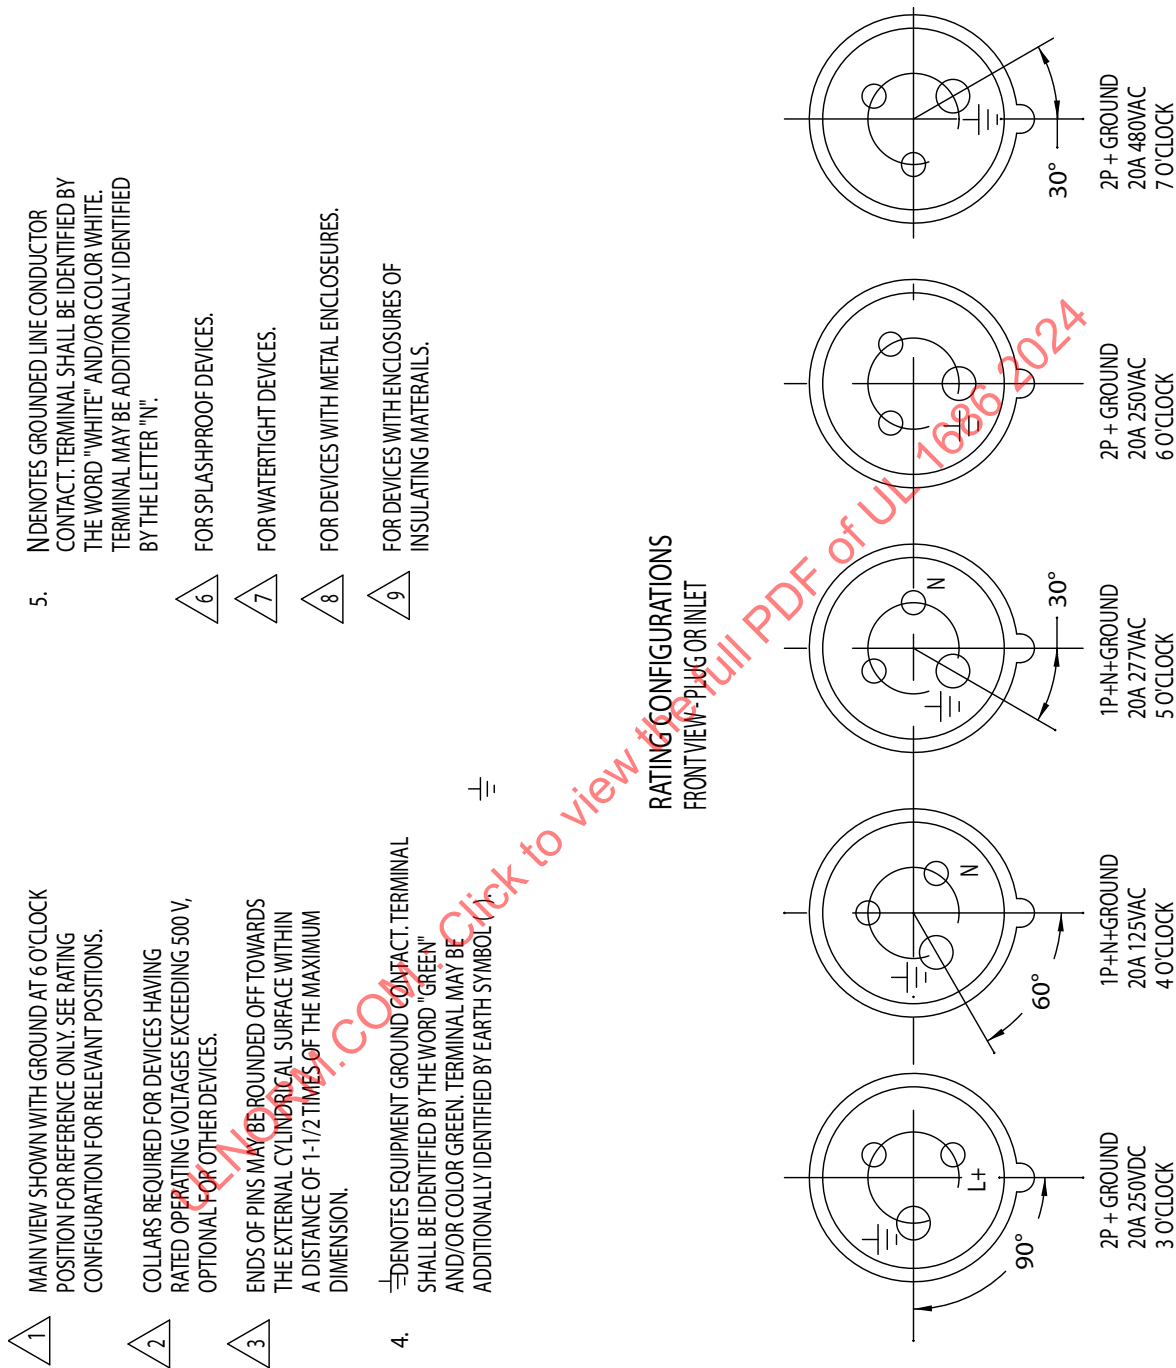 1
MAIN VIEW SHOWN WITH GROUND AT 6 O'CLOCK
POSITION FOR REFERENCE ONLY. SEE RATING
CONFIGURATION FOR RELEVANT POSITIONS.
2
COLLARS REQUIRED FOR DEVICES HAVING
RATED OPERATING VOLTAGES EXCEEDING 500 V,
OPTIONAL FOR OTHER DEVICES.
3
ENDS OF PINS MAY BE ROUNDED OFF TOWARDS
THE EXTERNAL CYLINDRICAL SURFACE WITHIN
A DISTANCE OF 1-1/2 TIMES OF THE MAXIMUM
DIMENSION.
4.
DENOTES EQUIPMENT GROUND CONTACT. TERMINAL
SHALL BE IDENTIFIED BY THE WORD "GREEN"
AND/OR COLOR GREEN. TERMINAL MAY BE
ADDITIONALLY IDENTIFIED BY EARTH SYMBOL ( ).
5.
N DENOTES GROUNDED LINE CONDUCTOR
CONTACT. TERMINAL SHALL BE IDENTIFIED BY
THE WORD "WHITE" AND/OR COLOR WHITE.
TERMINAL MAY BE ADDITIONALLY IDENTIFIED
BY THE LETTER "N".
6
FOR SPLASHPROOF DEVICES.
7
FOR WATERTIGHT DEVICES.
8
FOR DEVICES WITH METAL ENCLOSEURES.
9
FOR DEVICES WITH ENCLOSURES OF
INSULATING MATERAILS.
RATING CONFIGURATIONS
FRONT VIEW - PLUG OR INLET
L+
90°
2P + GROUND
20A 250VDC
3 O'CLOCK
N
60°
1P+N+GROUND
20A 125VAC
4 O'CLOCK
N
30°
1P+N+GROUND
20A 277VAC
5 O'CLOCK
2P + GROUND
20A 250VAC
6 O'CLOCK
30°
2P + GROUND
20A 480VAC
7 O'CLOCK
ULNORM.COM : Click to view the full PDF of UL 1686 2024